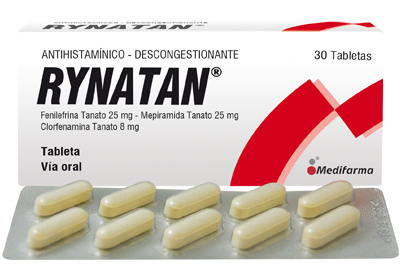 ANTIHISTAMÍNICO - DESCONGESTIONANTE
30 Tabletas
RYNATAN®
Fenilefrina Tanato 25 mg - Mepiramida Tanato 25 mg
Clorfenamina Tanato 8 mg
Tableta
Vía oral
Medifarma